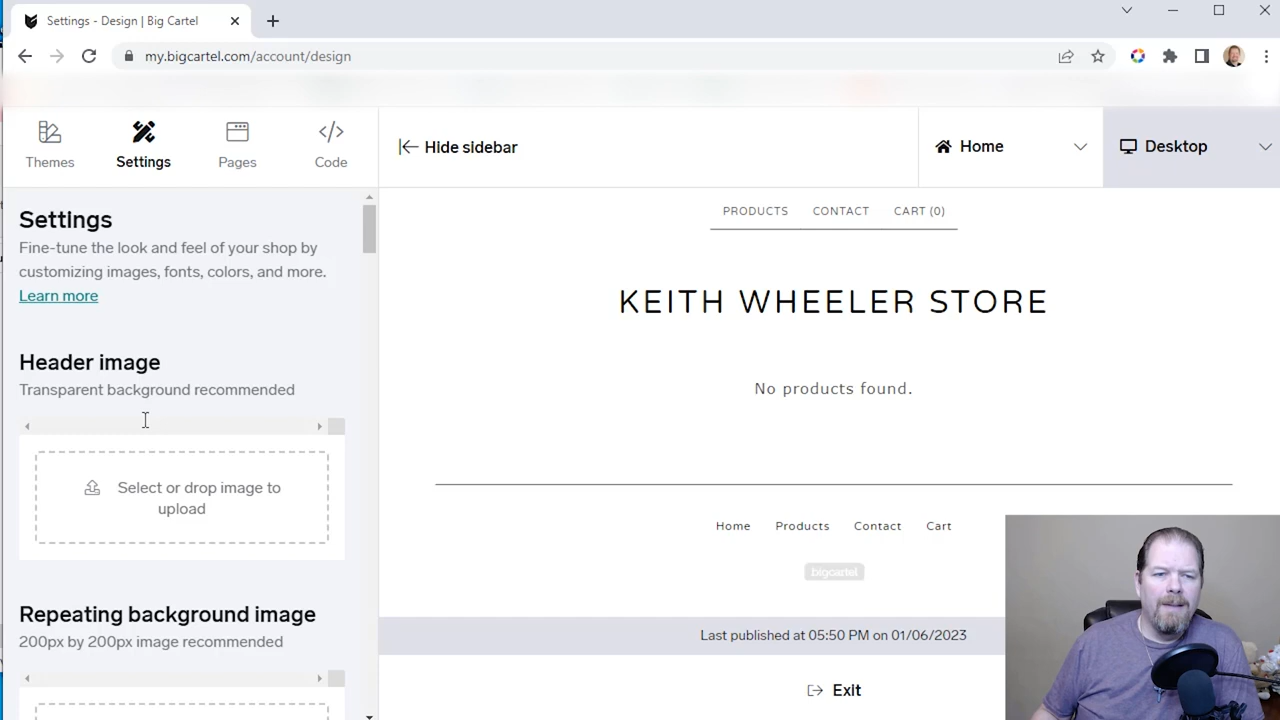 Settings - Design | Big Cartel
my.bigcartel.com/account/design
Themes
Settings
Pages
Code
Hide sidebar
Home
Desktop
Settings
Fine-tune the look and feel of your shop by
customizing images, fonts, colors, and more.
Learn more
Header image
Transparent background recommended
Select or drop image to
upload
Repeating background image
200px by 200px image recommended
PRODUCTS CONTACT CART (0)
KEITH WHEELER STORE
No products found.
Home Products Contact Cart
bigcartel
Last published at 05:50 PM on 01/06/2023
Exit